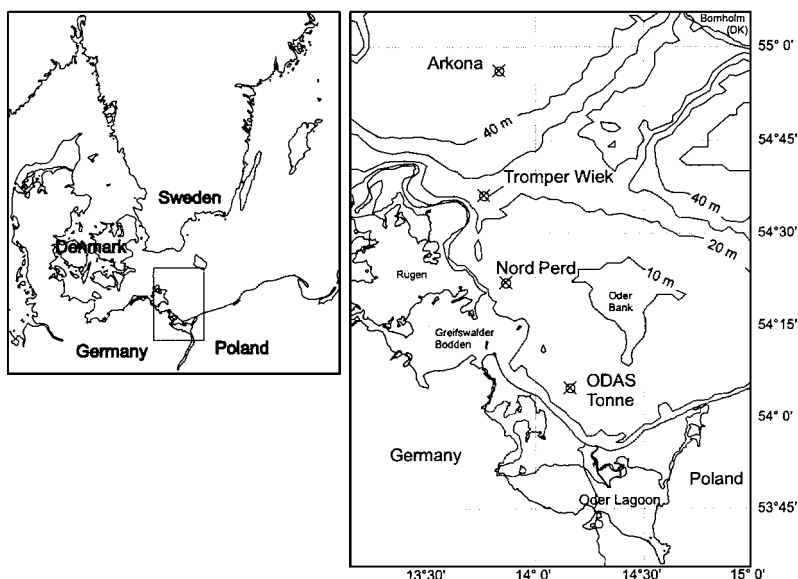 Sweden
Denmark
Germany
Poland
Bornholm
(DK)
55° 0'
Arkona
40 m
54°45'
Tromper Wiek
40 m
20 m
54°30'
Nord Perd
10 m
Rügen
Oder
Bank
54°15'
Greifswalder
Bodden
ODAS
Tonne
54° 0'
Germany
Poland
Oder Lagoon
53°45'
13°30'
14° 0'
14°30'
15° 0'